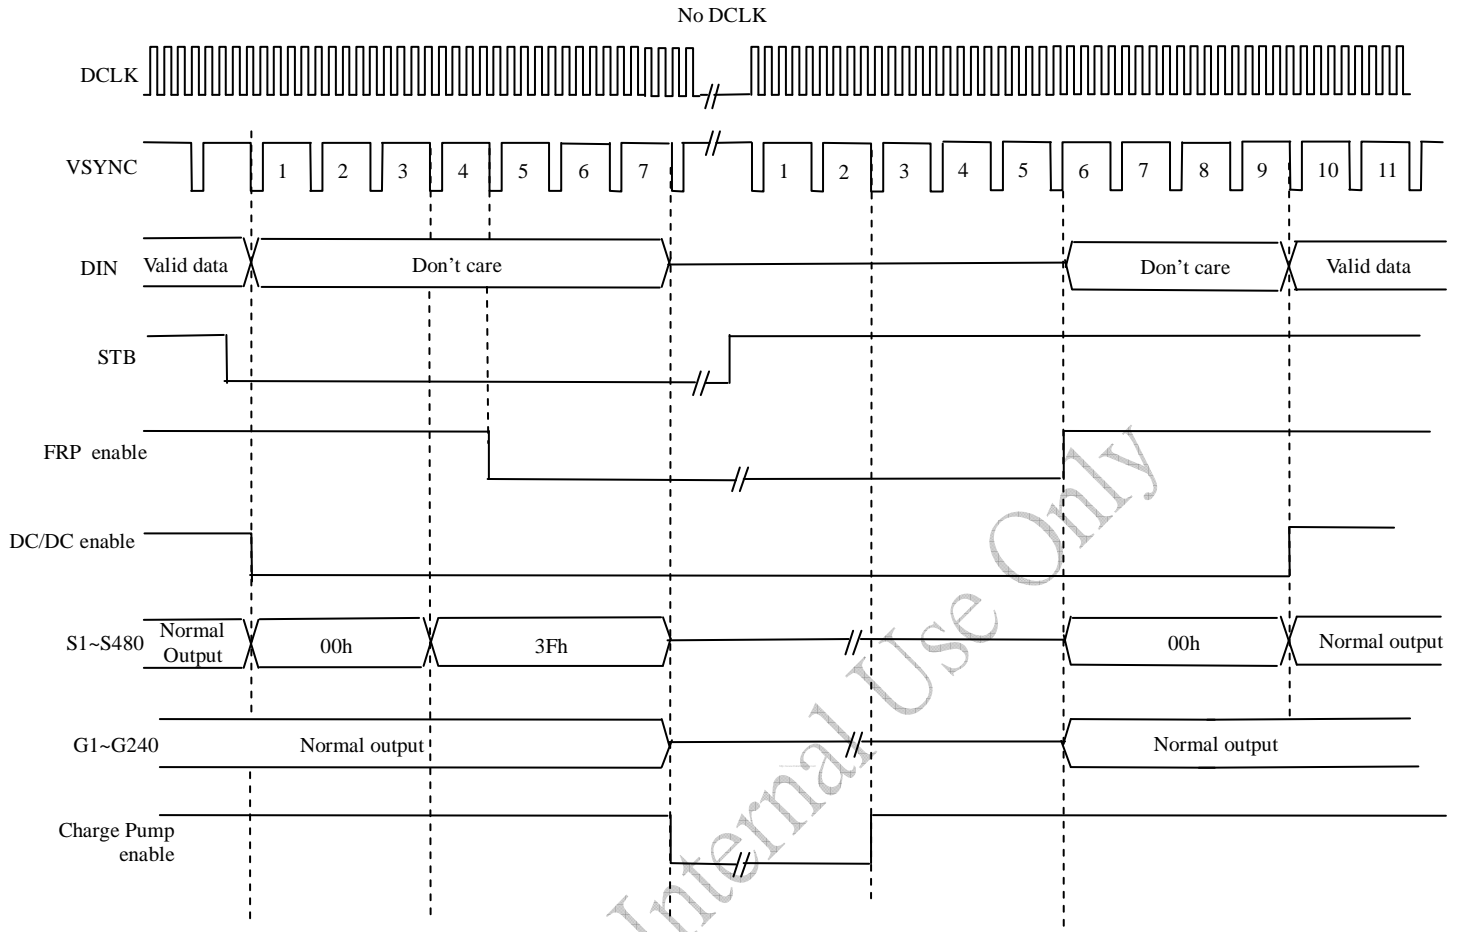 No DCLK
DCLK
VSYNC
1 2 3 4 5 6 7 1 2 3 4 5 6 7 8 9 10 11
DIN
Valid data Don't care Don't care Valid data
STB
FRP enable
DC/DC enable
S1~S480
Normal
Output
00h 3Fh 00h Normal output
G1~G240
Normal output Normal output
Charge Pump
enable
Internal Use Only